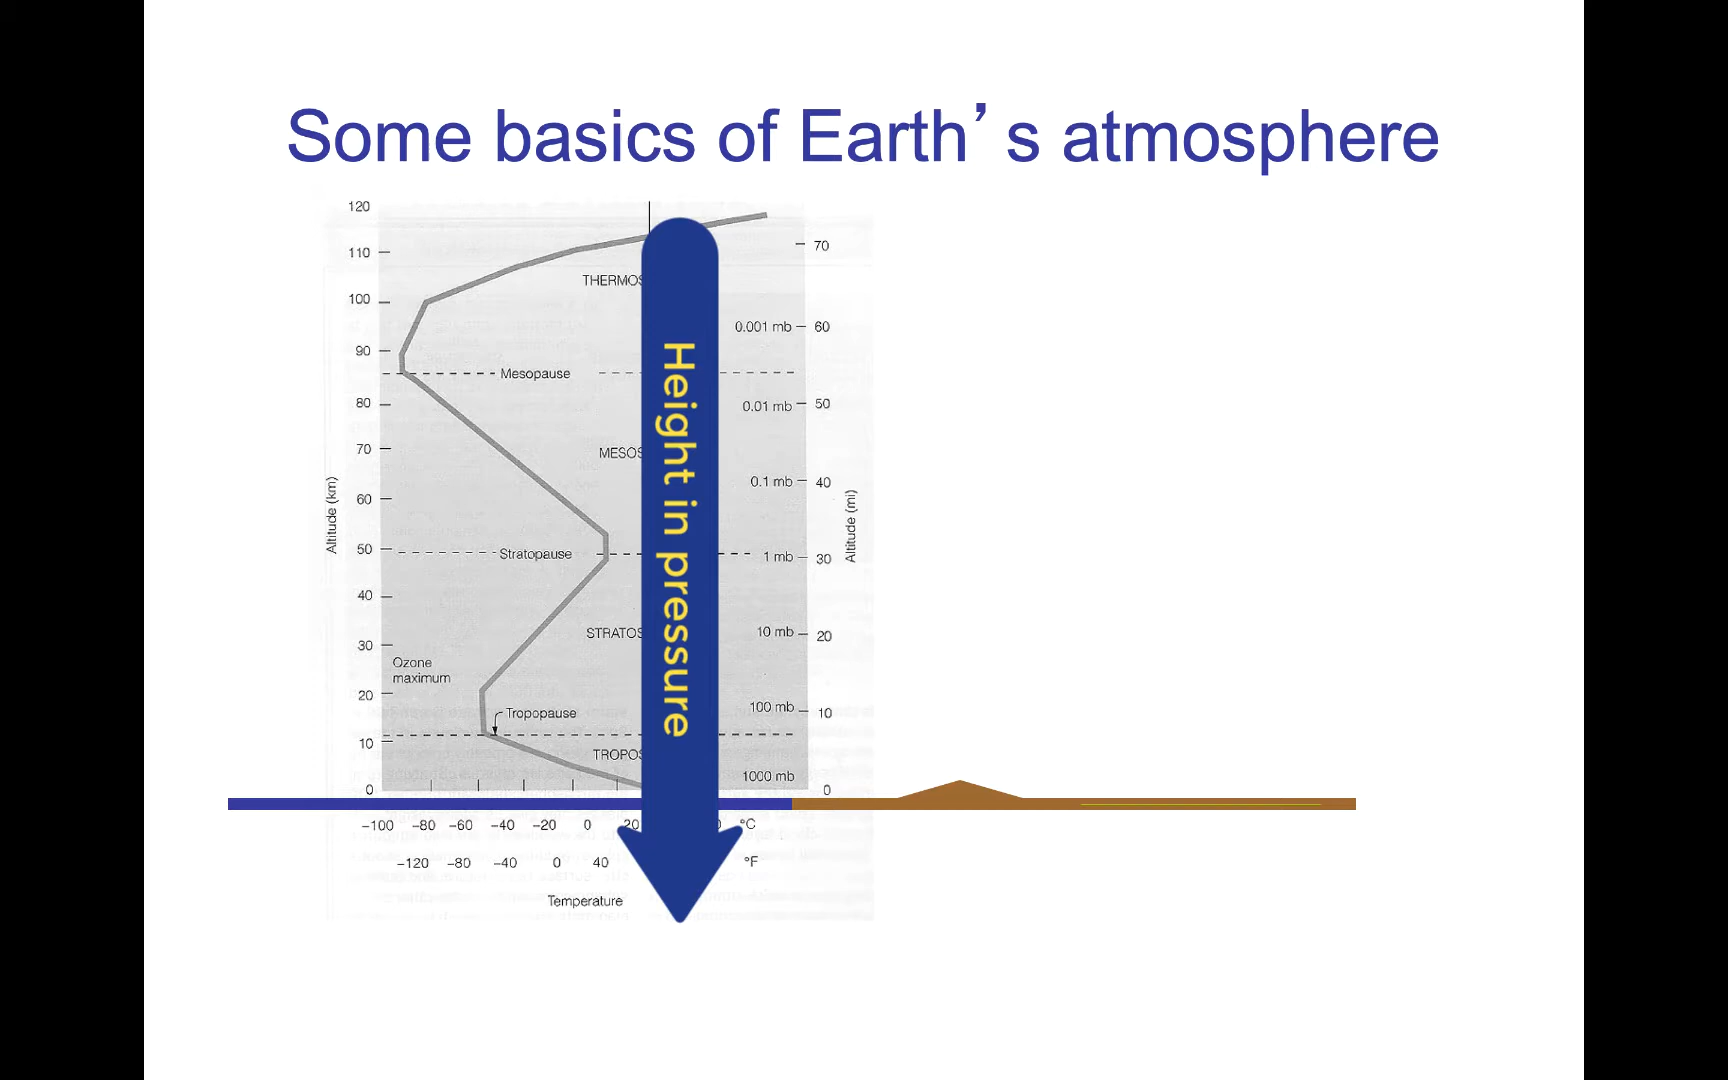 Some basics of Earth’s atmosphere
120
110
100
90
80
70
60
50
40
30
20
10
0
Altitude (km)
THERMOS
Mesopause
MESOS
Stratopause
STRATOS
Ozone
maximum
Tropopause
TROPOS
Height in pressure
0.001 mb
0.01 mb
0.1 mb
1 mb
10 mb
100 mb
1000 mb
70
60
50
40
30
20
10
0
Altitude (mi)
-100 -80 -60 -40 -20 0 20 °C
-120 -80 -40 0 40 °F
Temperature